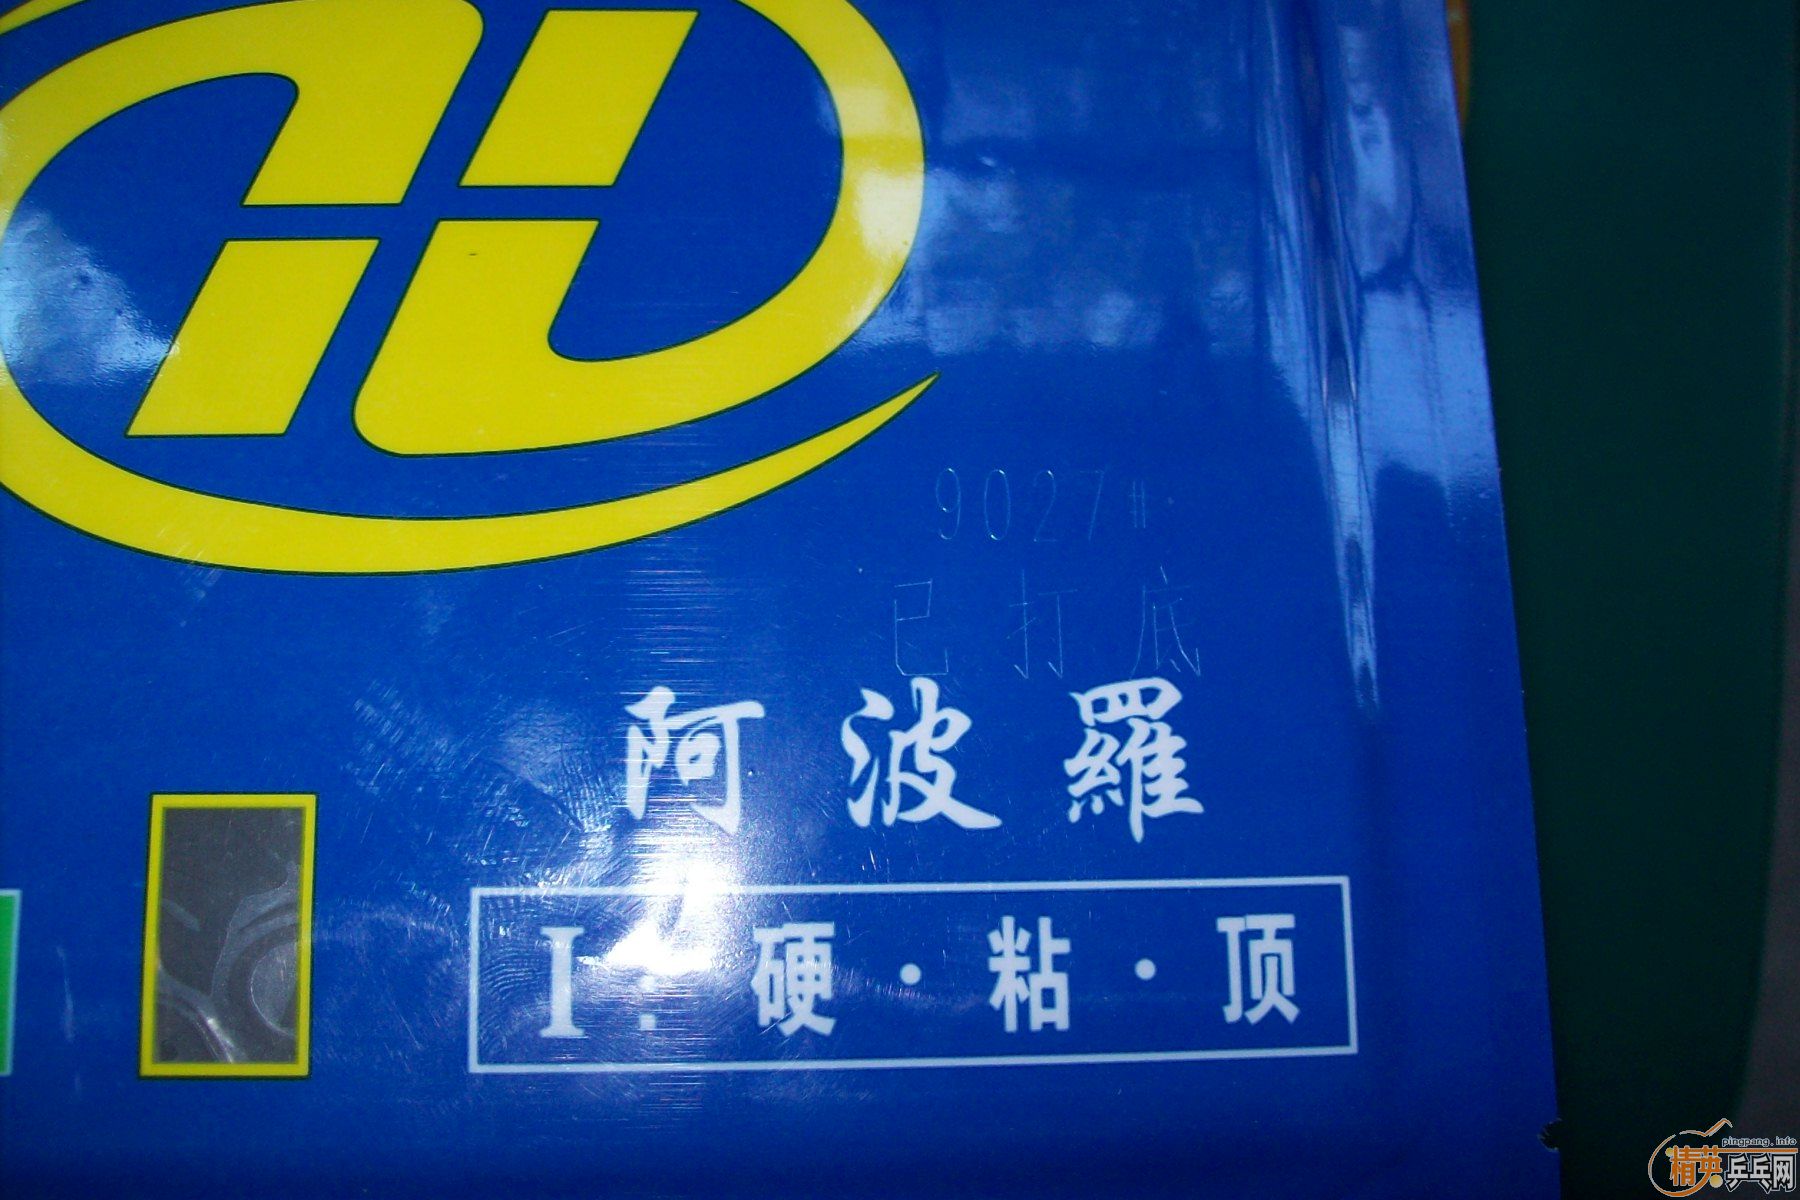 9027#
已打底
阿波羅
I：硬·粘·顶
pingpang.info
精英乒乓网